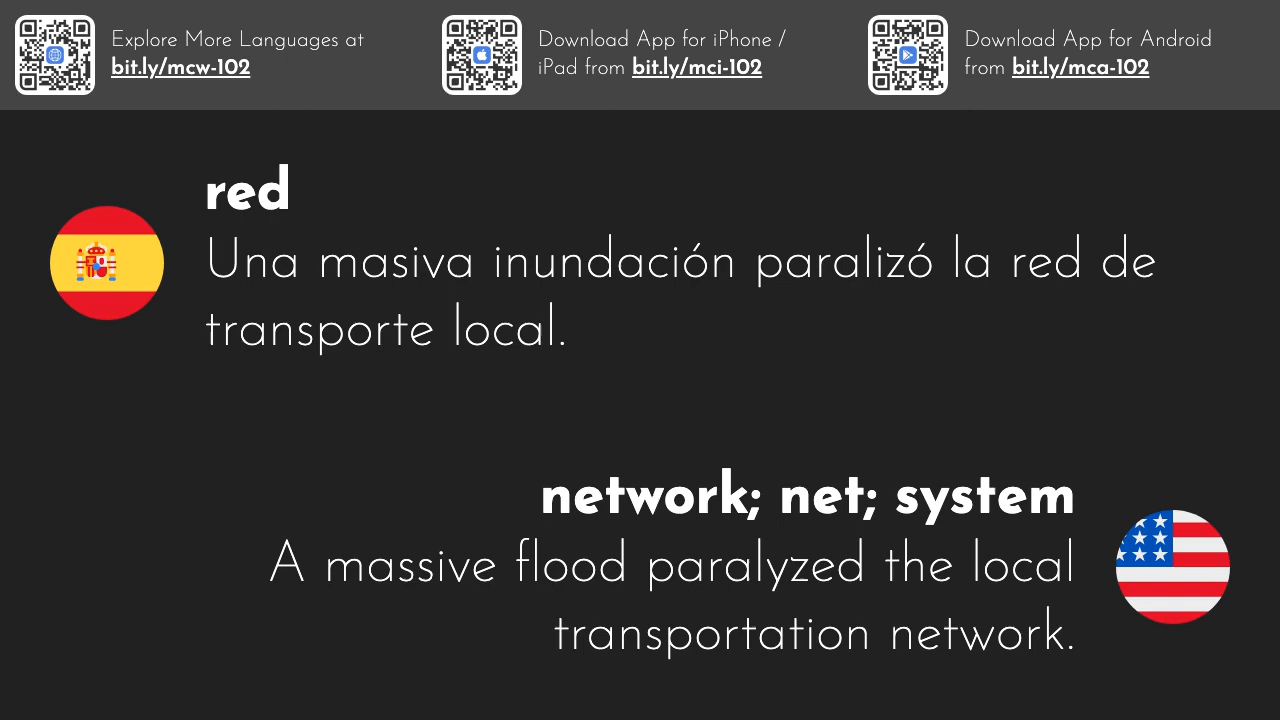 Explore More Languages at
bit.ly/mcw-102
Download App for iPhone /
iPad from bit.ly/mci-102
Download App for Android
from bit.ly/mca-102
red
Una masiva inundación paralizó la red de
transporte local.
network; net; system
A massive flood paralyzed the local
transportation network.